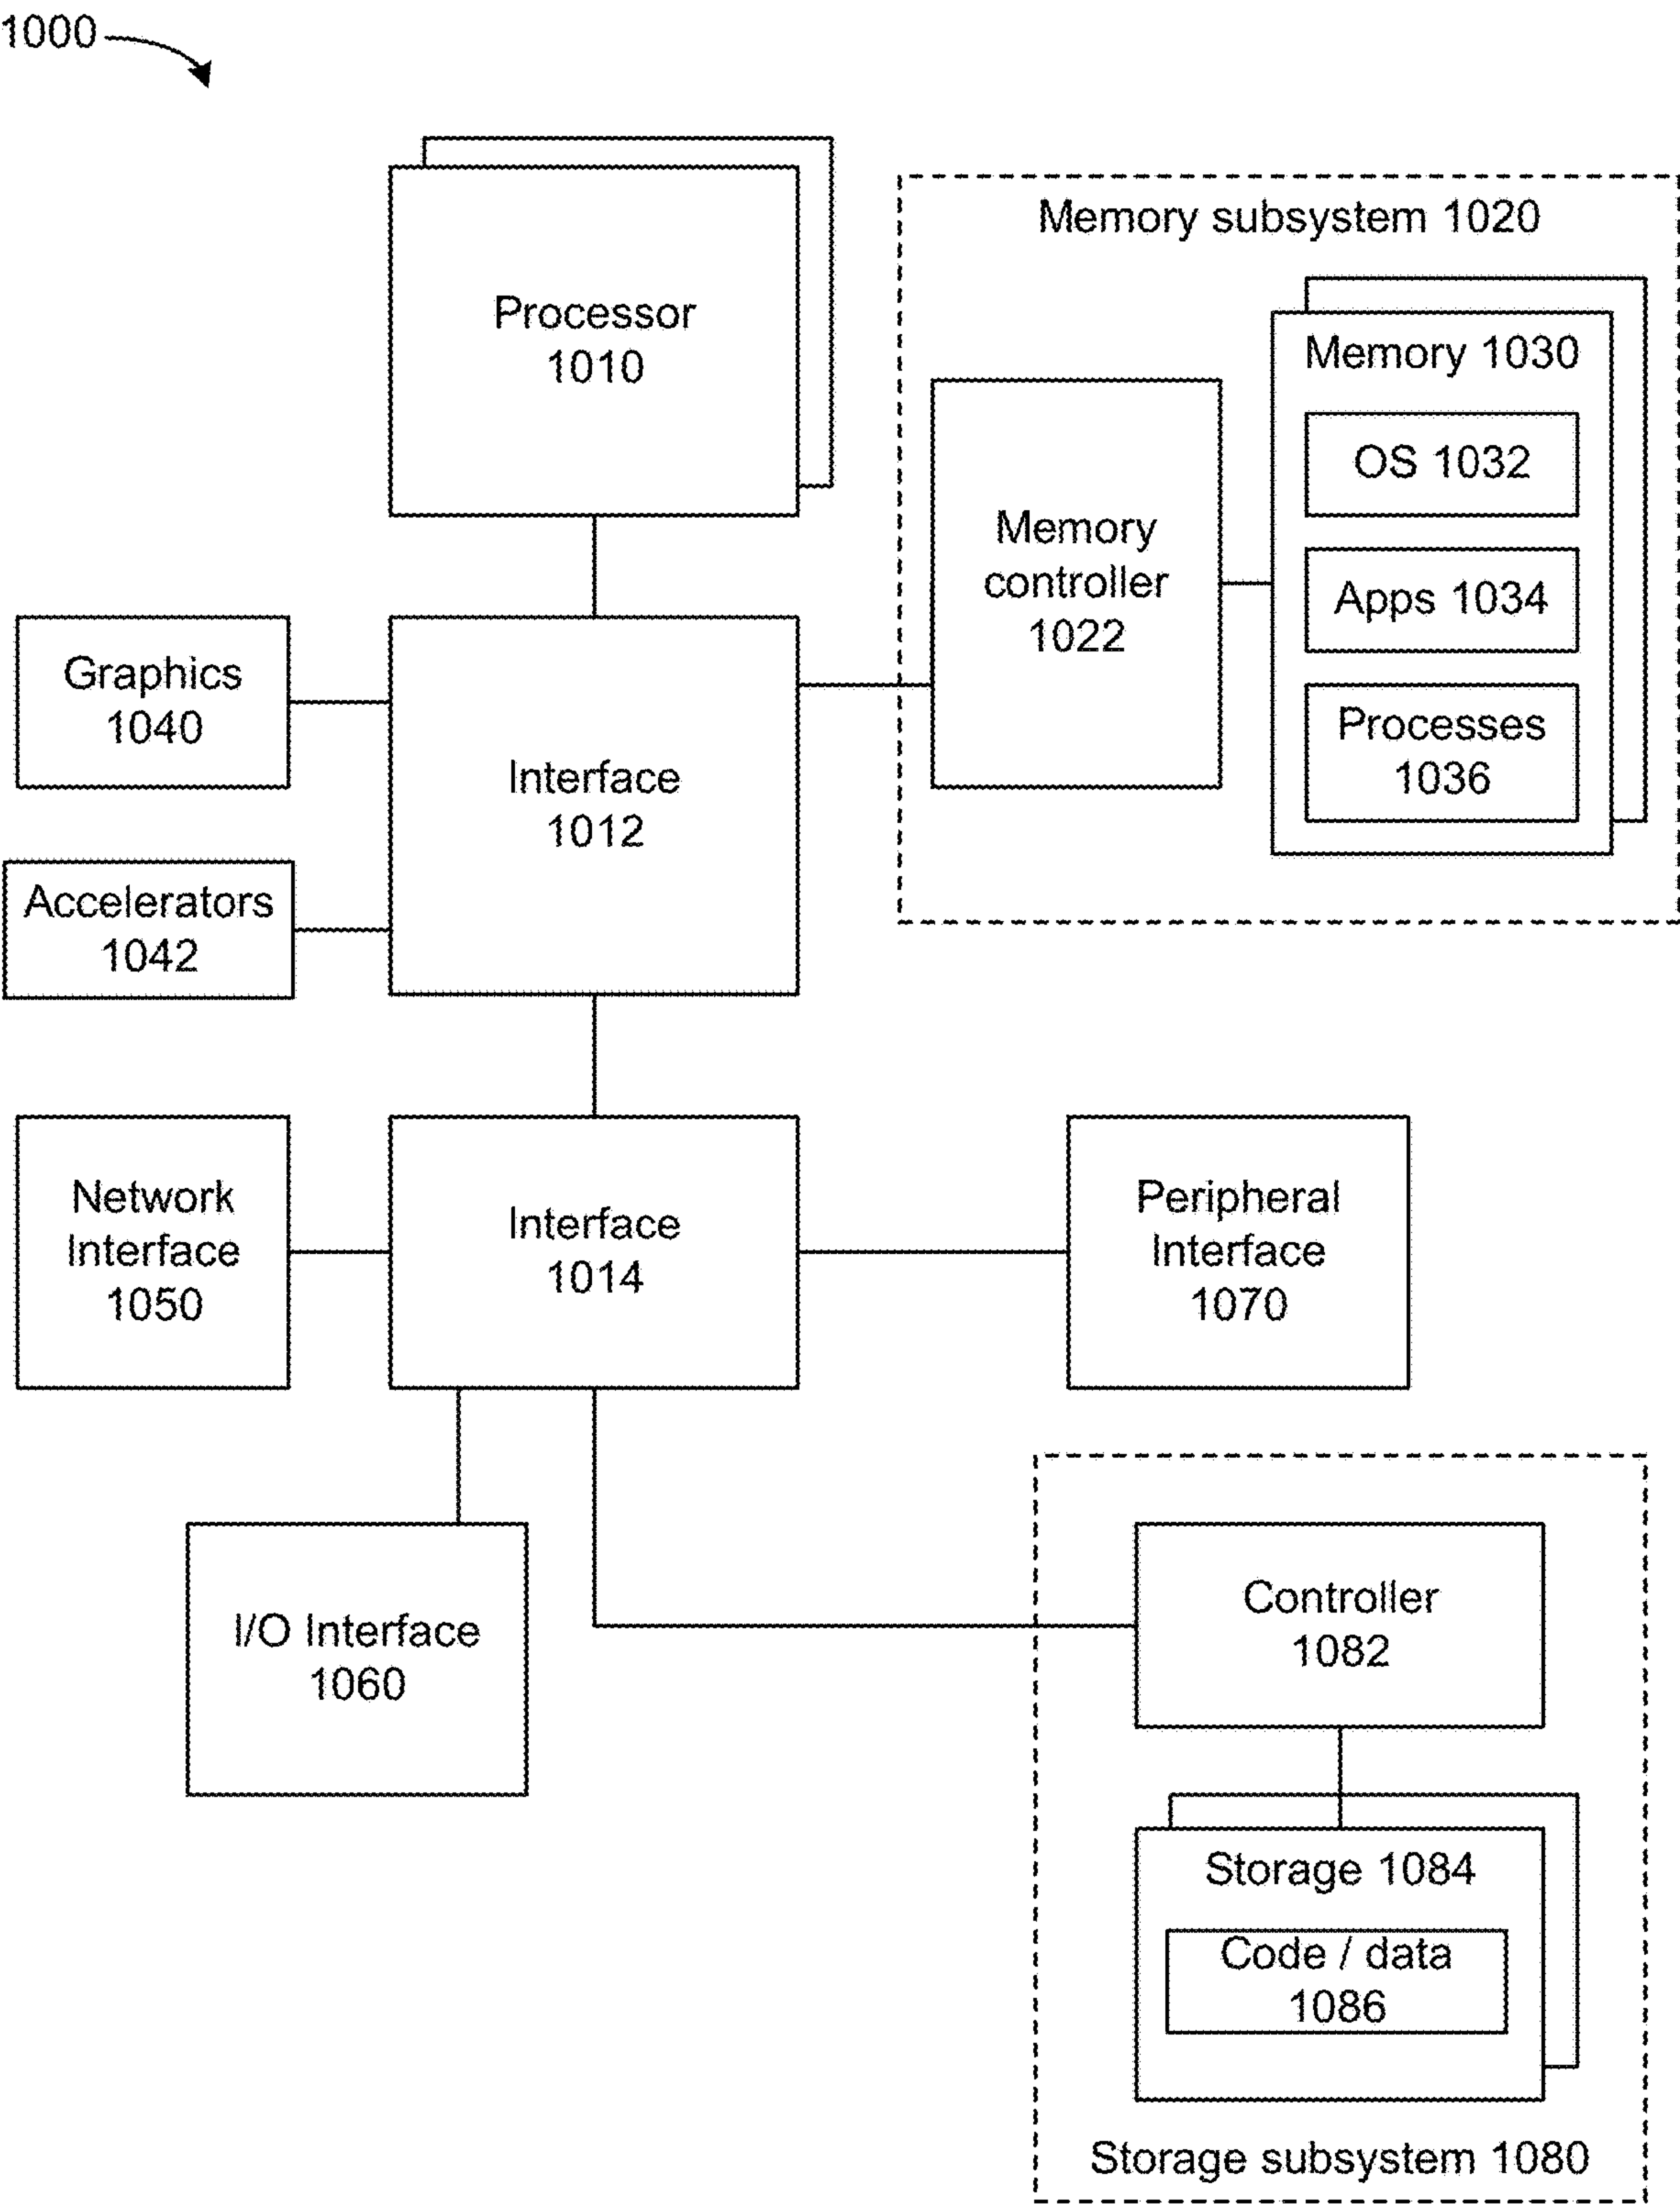 1000
Processor
1010
Memory subsystem 1020
Memory 1030
OS 1032
Memory
controller
1022
Apps 1034
Processes
1036
Graphics
1040
Interface
1012
Accelerators
1042
Network
Interface
1050
Interface
1014
Peripheral
Interface
1070
I/O Interface
1060
Controller
1082
Storage 1084
Code / data
1086
Storage subsystem 1080